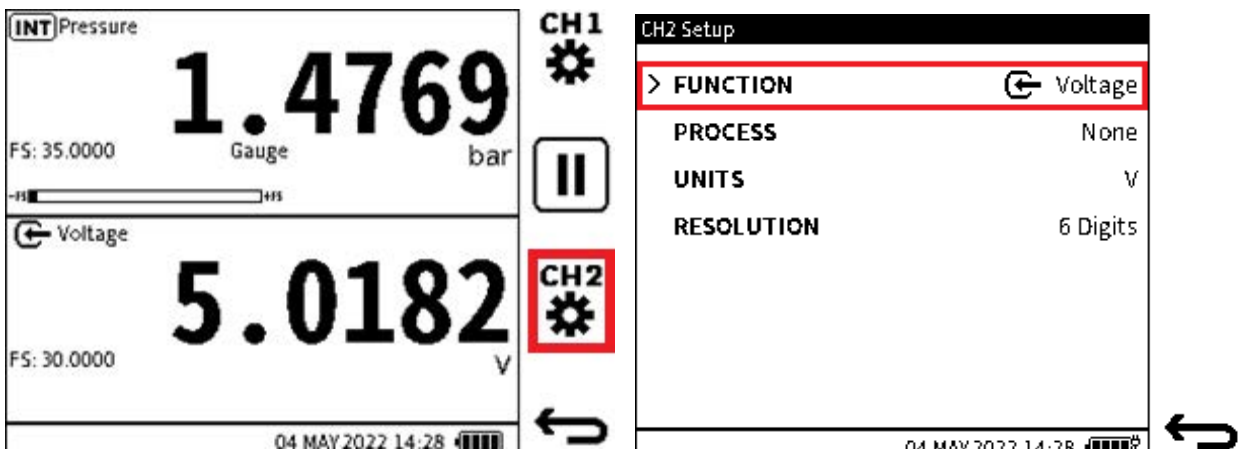 INT Pressure
CH1
1.4769
FS: 35.0000 Gauge bar
-FS +FS
Voltage
5.0182
CH2
FS: 30.0000 V
04 MAY 2022 14:28
CH2 Setup
> FUNCTION Voltage
PROCESS None
UNITS V
RESOLUTION 6 Digits
04 MAY 2022 14:28